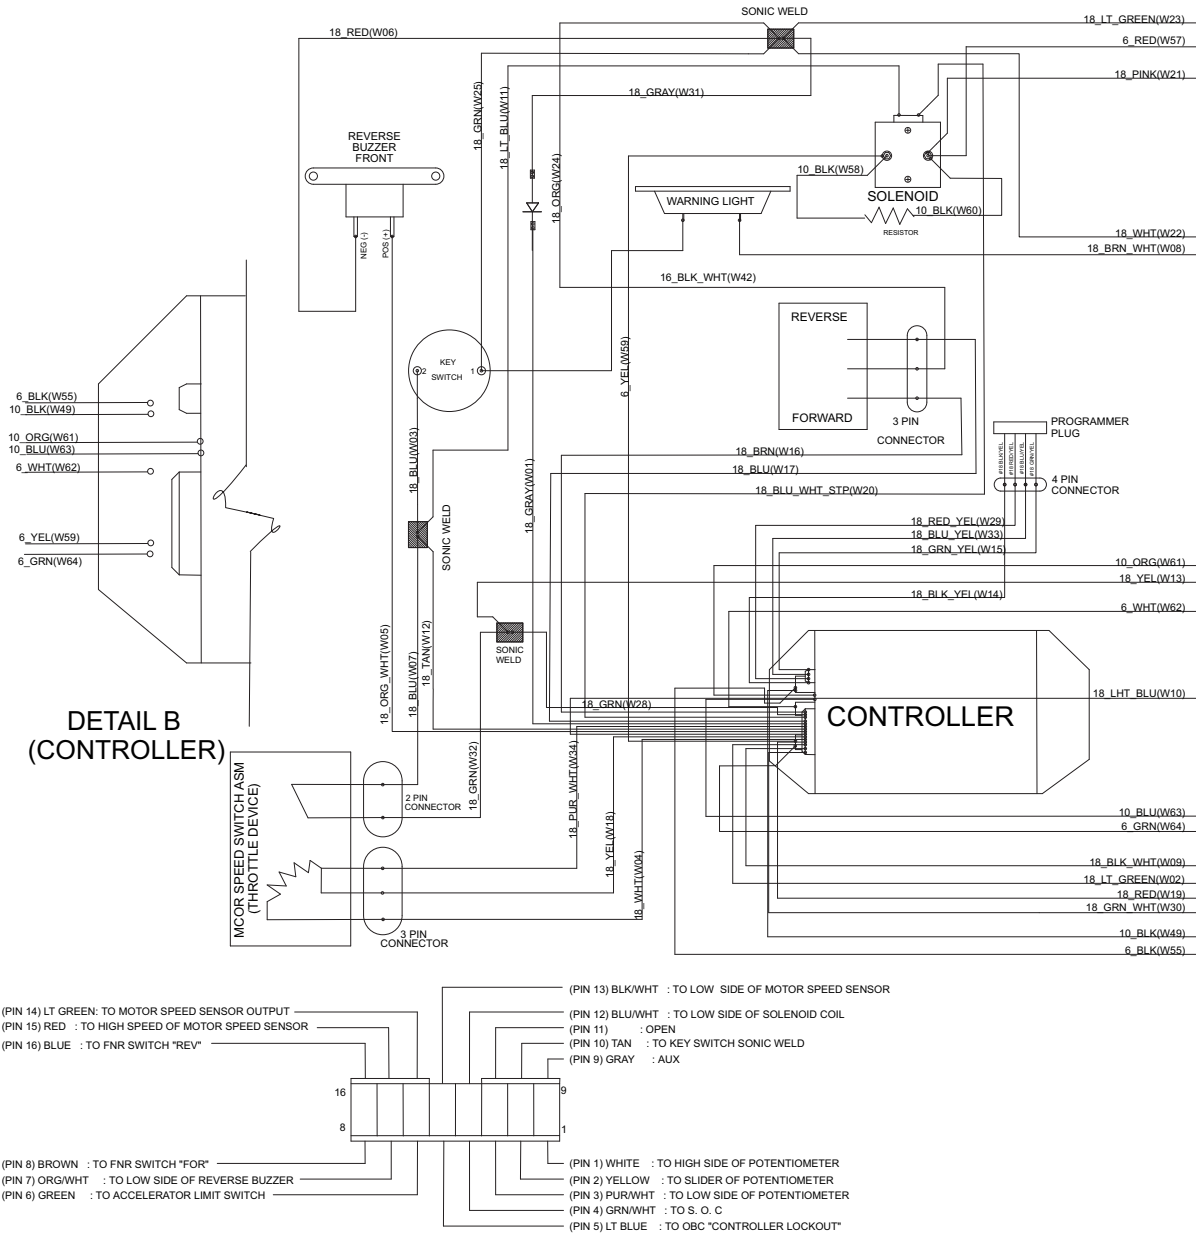 SONIC WELD
18_LT_GREEN(W23)
18_RED(W06)
6_RED(W57)
18_PINK(W21)
18_GRAY(W31)
18_GRN(W25)
18_LT_BLU(W11)
REVERSE
BUZZER
FRONT
18_ORG(W24)
10_BLK(W58)
SOLENOID
WARNING LIGHT
10_BLK(W60)
RESISTOR
NEG (-)
POS (+)
18_WHT(W22)
18_BRN_WHT(W08)
16_BLK_WHT(W42)
REVERSE
KEY
SWITCH
2
1
6_YEL(W59)
FORWARD
3 PIN
CONNECTOR
6_BLK(W55)
10_BLK(W49)
10_ORG(W61)
10_BLU(W63)
6_WHT(W62)
6_YEL(W59)
6_GRN(W64)
PROGRAMMER
PLUG
#18 BLK/YEL
#18 RED/YEL
#18 BLU/YEL
#18 GRN/YEL
4 PIN
CONNECTOR
18_BLU(W03)
18_BRN(W16)
18_BLU(W17)
18_BLU_WHT_STP(W20)
18_GRAY(W01)
SONIC WELD
18_RED_YEL(W29)
18_BLU_YEL(W33)
18_GRN_YEL(W15)
10_ORG(W61)
18_YEL(W13)
18_BLK_YEL(W14)
6_WHT(W62)
SONIC
WELD
18_ORG_WHT(W05)
18_BLU(W07)
18_TAN(W12)
18_LHT_BLU(W10)
18_GRN(W28)
CONTROLLER
DETAIL B
(CONTROLLER)
MCOR SPEED SWITCH ASM
(THROTTLE DEVICE)
2 PIN
CONNECTOR
18_GRN(W32)
18_PUR_WHT(W34)
18_YEL(W18)
18_WHT(W04)
3 PIN
CONNECTOR
10_BLU(W63)
6_GRN(W64)
18_BLK_WHT(W09)
18_LT_GREEN(W02)
18_RED(W19)
18_GRN_WHT(W30)
10_BLK(W49)
6_BLK(W55)
(PIN 13) BLK/WHT : TO LOW SIDE OF MOTOR SPEED SENSOR
(PIN 14) LT GREEN: TO MOTOR SPEED SENSOR OUTPUT
(PIN 12) BLU/WHT : TO LOW SIDE OF SOLENOID COIL
(PIN 15) RED : TO HIGH SPEED OF MOTOR SPEED SENSOR
(PIN 11) : OPEN
(PIN 16) BLUE : TO FNR SWITCH "REV"
(PIN 10) TAN : TO KEY SWITCH SONIC WELD
(PIN 9) GRAY : AUX
16
9
8
1
(PIN 8) BROWN : TO FNR SWITCH "FOR"
(PIN 1) WHITE : TO HIGH SIDE OF POTENTIOMETER
(PIN 7) ORG/WHT : TO LOW SIDE OF REVERSE BUZZER
(PIN 2) YELLOW : TO SLIDER OF POTENTIOMETER
(PIN 6) GREEN : TO ACCELERATOR LIMIT SWITCH
(PIN 3) PUR/WHT : TO LOW SIDE OF POTENTIOMETER
(PIN 4) GRN/WHT : TO S. O. C
(PIN 5) LT BLUE : TO OBC "CONTROLLER LOCKOUT"